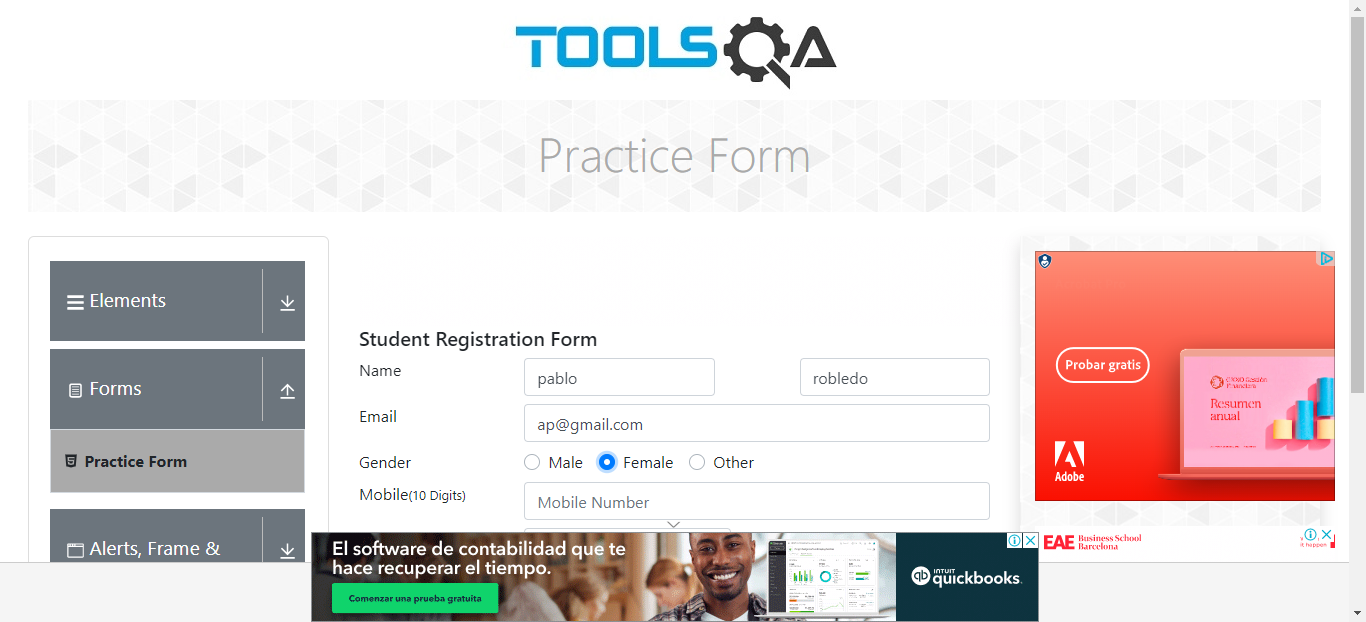 TOOLSQA
Practice Form
Elements
Forms
Practice Form
Alerts, Frame &
Student Registration Form
Name
pablo
robledo
Email
ap@gmail.com
Gender
Male
Female
Other
Mobile(10 Digits)
Mobile Number
Probar gratis
Resumen
anual
Adobe
EAE Business School
Barcelona
El software de contabilidad que te
hace recuperar el tiempo.
Comenzar una prueba gratuita
qb INTUIT
quickbooks.